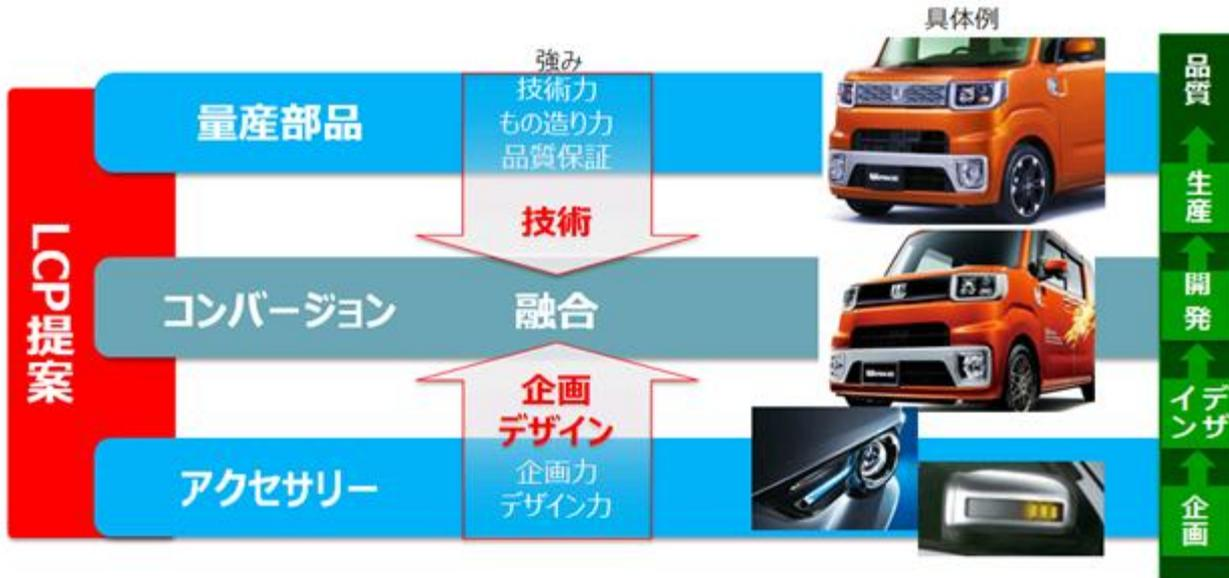 具体例
強み
量産部品
技術力
もの造り力
品質保証
技術
LCP提案
コンバージョン
融合
企画
デザイン
アクセサリー
企画力
デザイン力
品質
生産
開発
デザイン
企画